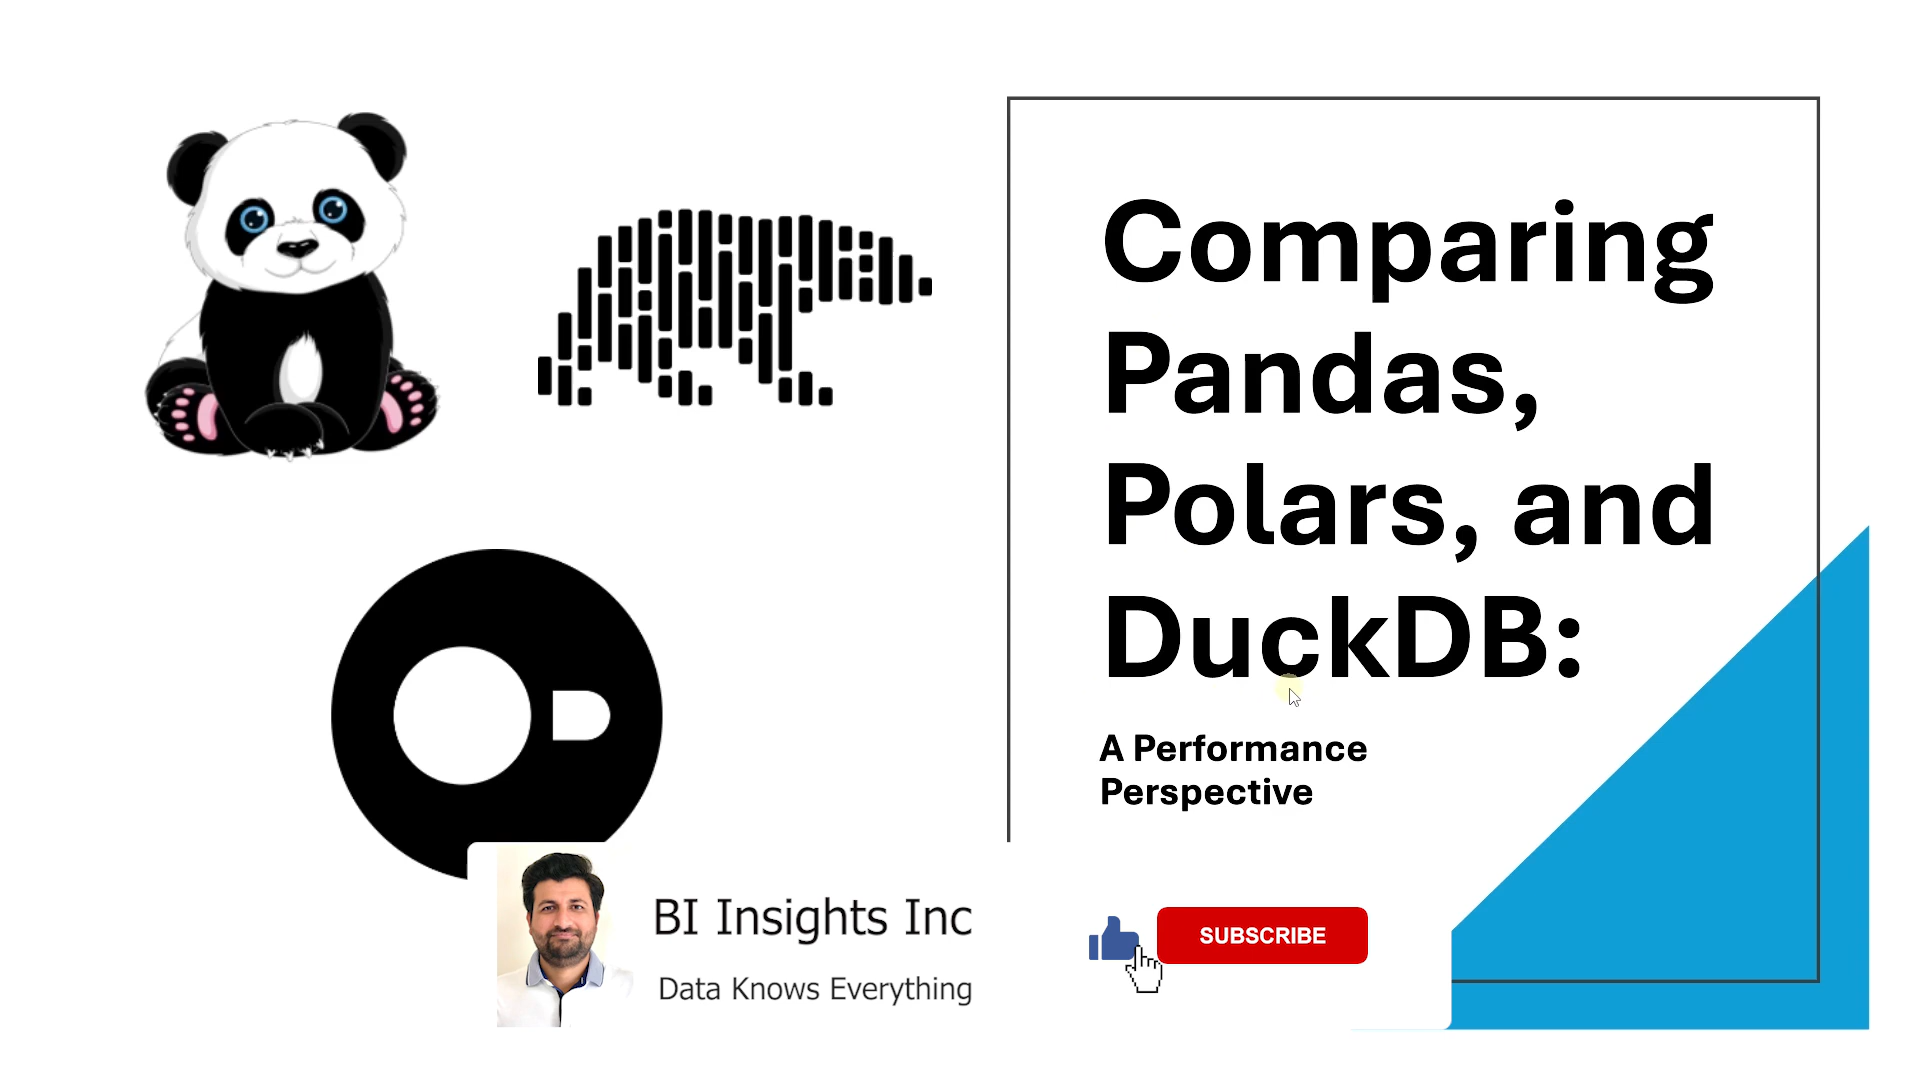 Comparing
Pandas,
Polars, and
DuckDB:
A Performance
Perspective
BI Insights Inc
Data Knows Everything
SUBSCRIBE